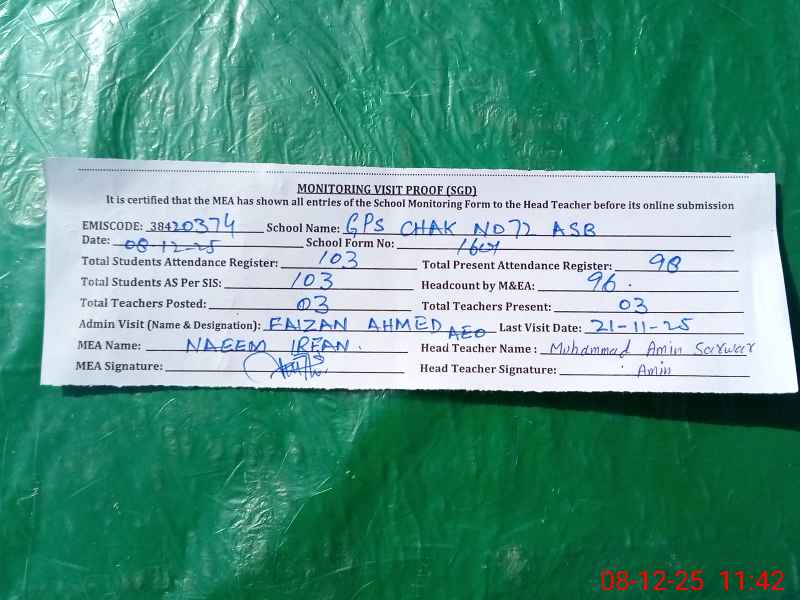 MONITORING VISIT PROOF (SGD)
It is certified that the MEA has shown all entries of the School Monitoring Form to the Head Teacher before its online submission
EMISCODE: 38420374 School Name: GPS CHAK NO 72 ASB
Date: 08-12-25 School Form No:
Total Students Attendance Register: 103 Total Present Attendance Register: 98
Total Students AS Per SIS: 103 Headcount by M&EA: 96.
Total Teachers Posted: 03 Total Teachers Present: 03
Admin Visit (Name & Designation): FAIZAN AHMED AEO Last Visit Date: 21-11-25
MEA Name: NAEEM IRFAN. Head Teacher Name: Muhammad Amin Sarwar
MEA Signature: Head Teacher Signature: Amin
08-12-25 11:42